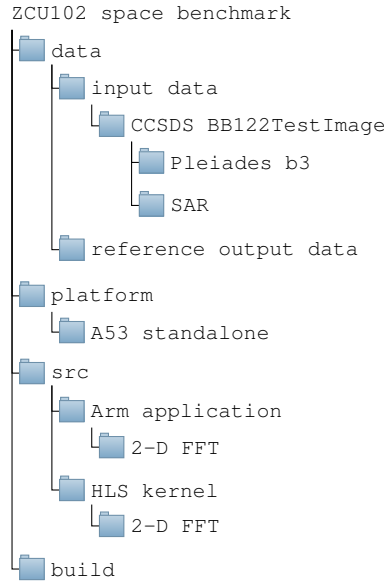 ZCU102 space benchmark
data
input data
CCSDS BB122TestImage
Pleiades b3
SAR
reference output data
platform
A53 standalone
src
Arm application
2-D FFT
HLS kernel
2-D FFT
build